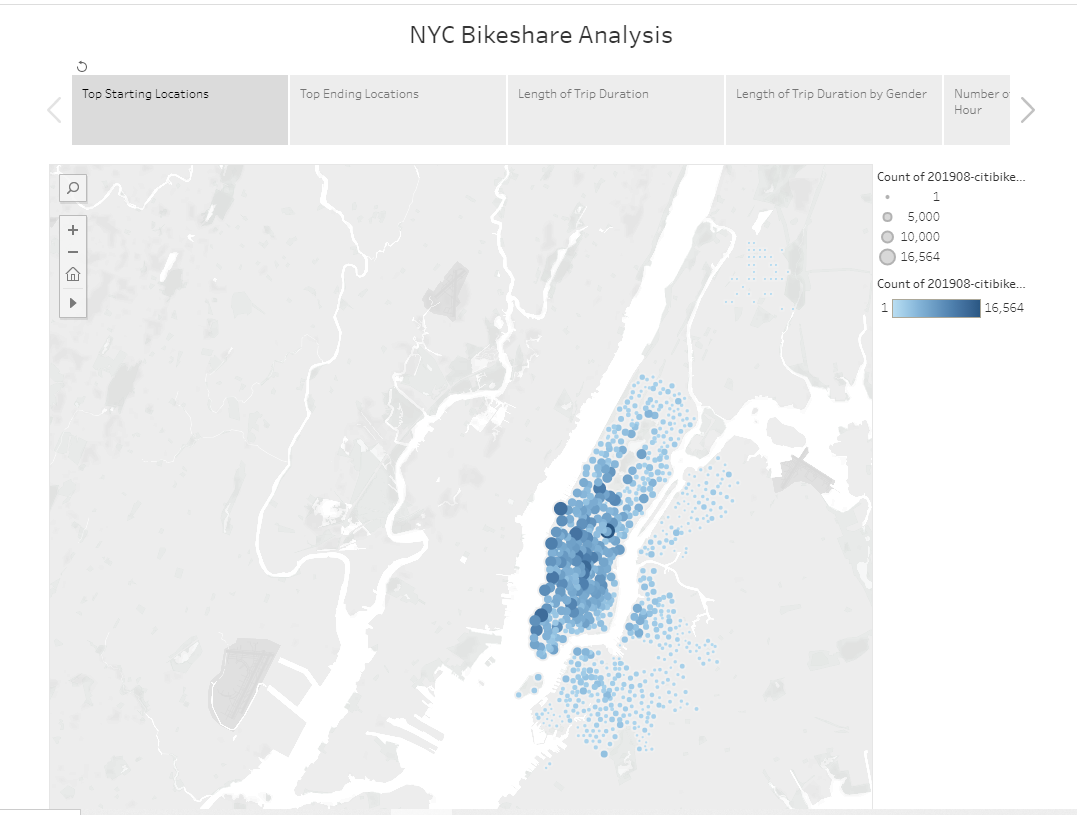 NYC Bikeshare Analysis
Top Starting Locations
Top Ending Locations
Length of Trip Duration
Length of Trip Duration by Gender
Number o
Hour
Count of 201908-citibike...
1
5,000
10,000
16,564
Count of 201908-citibike...
1 16,564